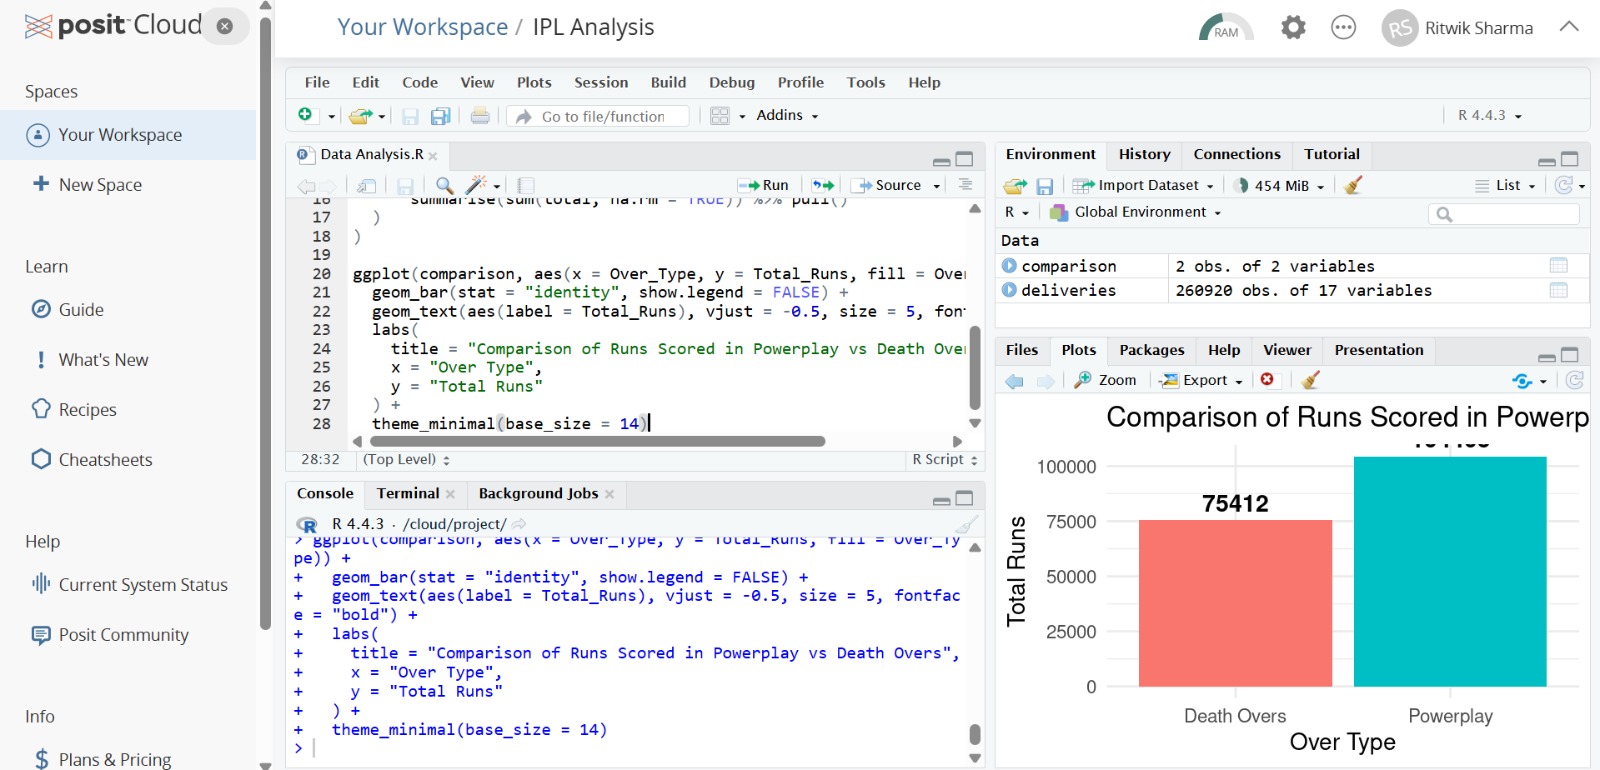 posit Cloud
Your Workspace / IPL Analysis
RAM
RS
Ritwik Sharma
Spaces
Your Workspace
New Space
Learn
Guide
What's New
Recipes
Cheatsheets
Help
Current System Status
Posit Community
Info
Plans & Pricing
File Edit Code View Plots Session Build Debug Profile Tools Help
Go to file/function
Addins
R 4.4.3
Data Analysis.R
Run
Source
16 summarise(sum(total, na.rm = TRUE)) %>% pull()
17 )
18 )
19
20 ggplot(comparison, aes(x = Over_Type, y = Total_Runs, fill = Over
21 geom_bar(stat = "identity", show.legend = FALSE) +
22 geom_text(aes(label = Total_Runs), vjust = -0.5, size = 5, fon
23 labs(
24 title = "Comparison of Runs Scored in Powerplay vs Death Over
25 x = "Over Type",
26 y = "Total Runs"
27 ) +
28 theme_minimal(base_size = 14)
28:32 (Top Level) R Script
Console Terminal Background Jobs
R 4.4.3 · /cloud/project/
> ggplot(comparison, aes(x = Over_Type, y = Total_Runs, fill = Over_Ty
pe)) +
+ geom_bar(stat = "identity", show.legend = FALSE) +
+ geom_text(aes(label = Total_Runs), vjust = -0.5, size = 5, fontfac
e = "bold") +
+ labs(
+ title = "Comparison of Runs Scored in Powerplay vs Death Overs",
+ x = "Over Type",
+ y = "Total Runs"
+ ) +
+ theme_minimal(base_size = 14)
>
Environment History Connections Tutorial
Import Dataset 454 MiB List
R Global Environment
Data
comparison 2 obs. of 2 variables
deliveries 260920 obs. of 17 variables
Files Plots Packages Help Viewer Presentation
Zoom Export
Comparison of Runs Scored in Powerp
100000
75412
75000
50000
25000
0
Total Runs
Death Overs Powerplay
Over Type